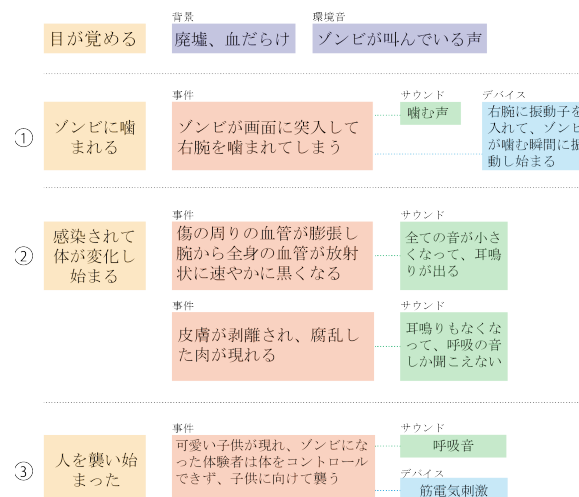 背景
環境音
目が覚める
廃墟、血だらけ
ゾンビが叫んでいる声
事件
サウンド
デバイス
①
ゾンビに噛
まれる
ゾンビが画面に突入して
右腕を噛まれてしまう
噛む声
右腕に振動子を
入れて、ゾンビ
が噛む瞬間に振
動し始まる
事件
サウンド
②
感染されて
体が変化し
始まる
傷の周りの血管が膨張し
腕から全身の血管が放射
状に速やかに黒くなる
全ての音が小さ
くなって、耳鳴
りが出る
事件
サウンド
皮膚が剥離され、腐乱し
た肉が現れる
耳鳴りもなくな
って、呼吸の音
しか聞こえない
事件
サウンド
③
人を襲い始
まった
可愛い子供が現れ、ゾンビにな
った体験者は体をコントロール
できず、子供に向けて襲う
呼吸音
デバイス
筋電気刺激